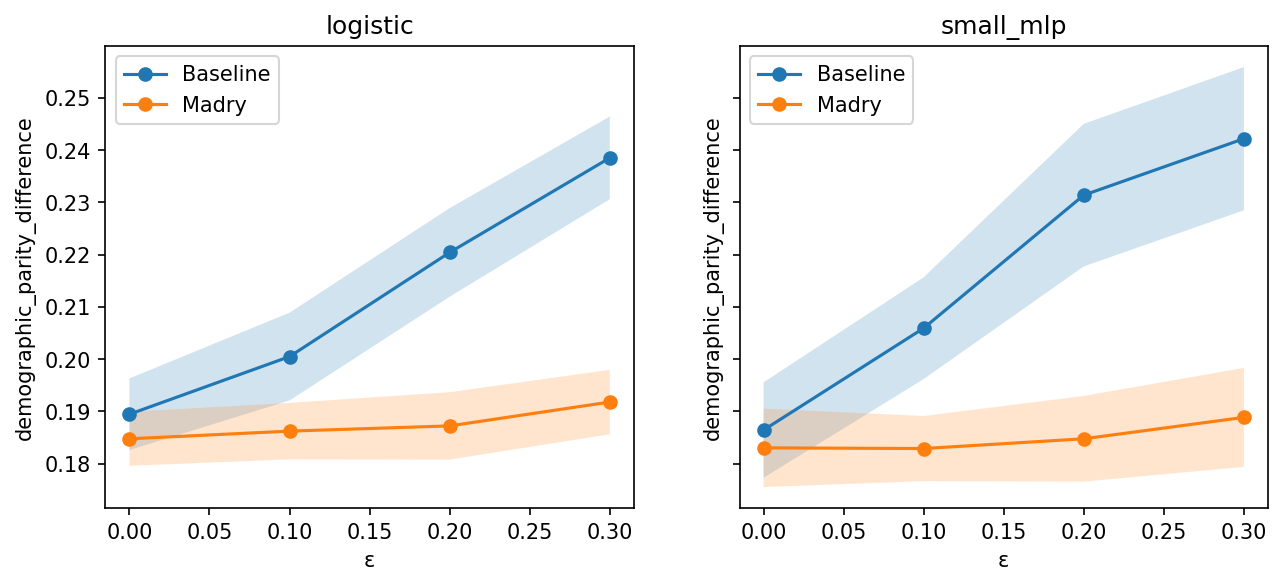 logistic
Baseline
Madry
demographic_parity_difference
0.25
0.24
0.23
0.22
0.21
0.20
0.19
0.18
0.00 0.05 0.10 0.15 0.20 0.25 0.30
ε
small_mlp
Baseline
Madry
demographic_parity_difference
0.00 0.05 0.10 0.15 0.20 0.25 0.30
ε